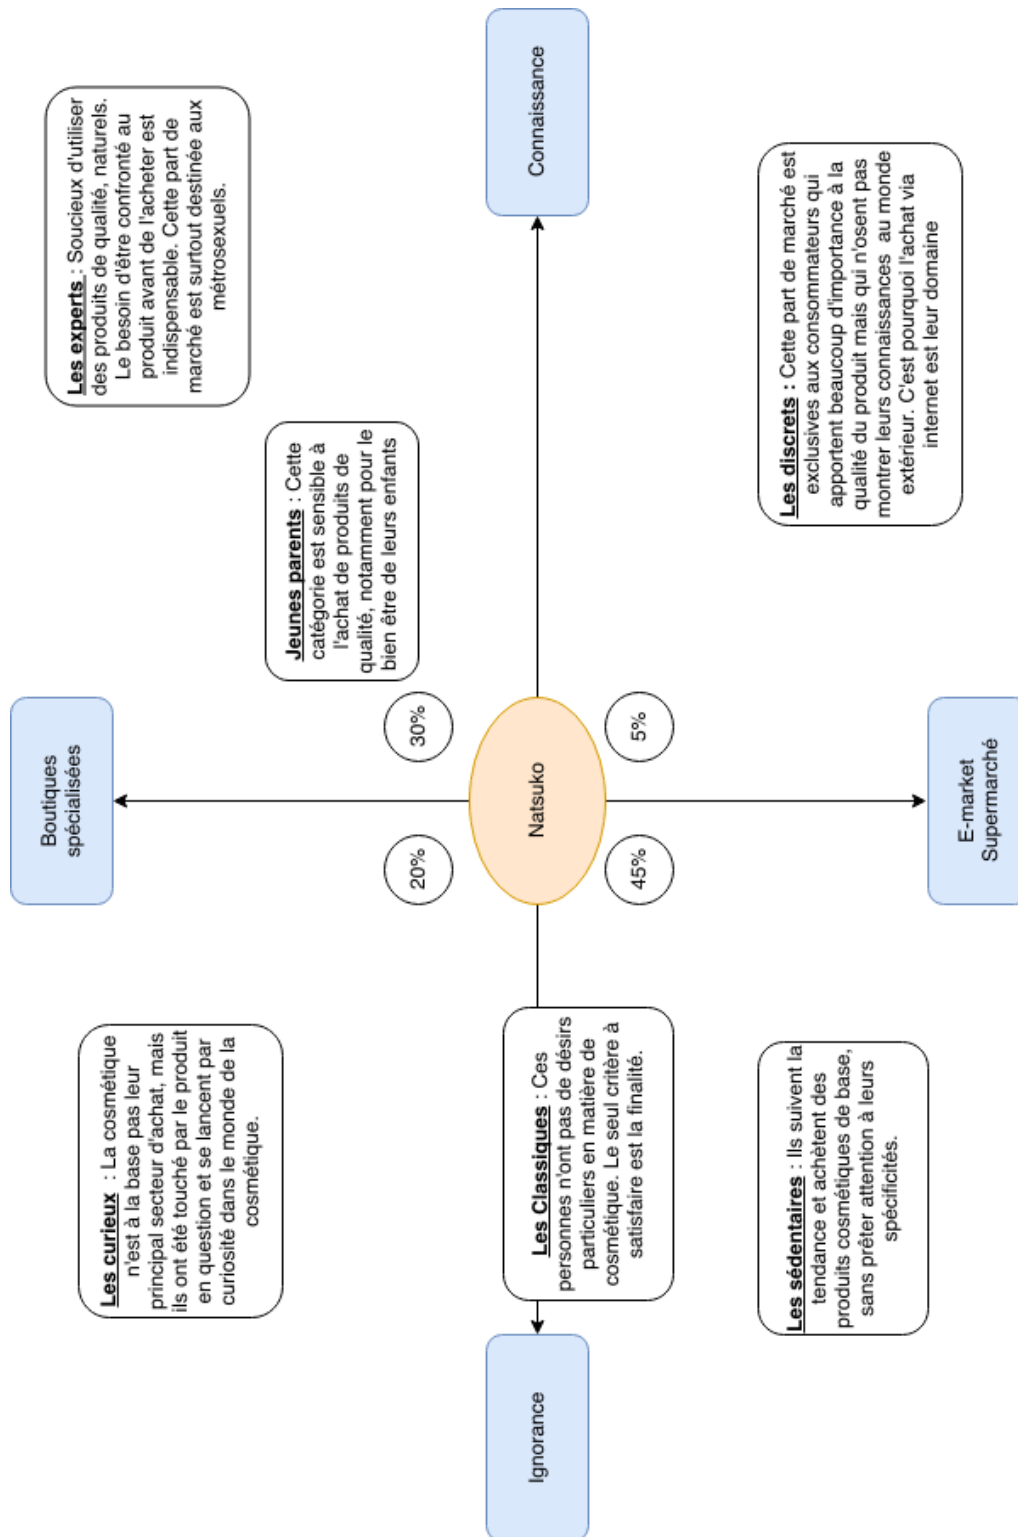 Boutiques
spécialisées
Les curieux : La cosmétique
n'est à la base pas leur
principal secteur d'achat, mais
ils ont été touché par le produit
en question et se lancent par
curiosité dans le monde de la
cosmétique.
Les experts : Soucieux d'utiliser
des produits de qualité, naturels.
Le besoin d'être confronté au
produit avant de l'acheter est
indispensable. Cette part de
marché est surtout destinée aux
métrosexuels.
Jeunes parents : Cette
catégorie est sensible à
l'achat de produits de
qualité, notamment pour le
bien être de leurs enfants
20%
30%
Ignorance
Les Classiques : Ces
personnes n'ont pas de désirs
particuliers en matière de
cosmétique. Le seul critère à
satisfaire est la finalité.
Natsuko
Connaissance
45%
5%
Les sédentaires : Ils suivent la
tendance et achètent des
produits cosmétiques de base,
sans prêter attention à leurs
spécificités.
Les discrets : Cette part de marché est
exclusives aux consommateurs qui
apportent beaucoup d'importance à la
qualité du produit mais qui n'osent pas
montrer leurs connaissances au monde
extérieur. C'est pourquoi l'achat via
internet est leur domaine
E-market
Supermarché